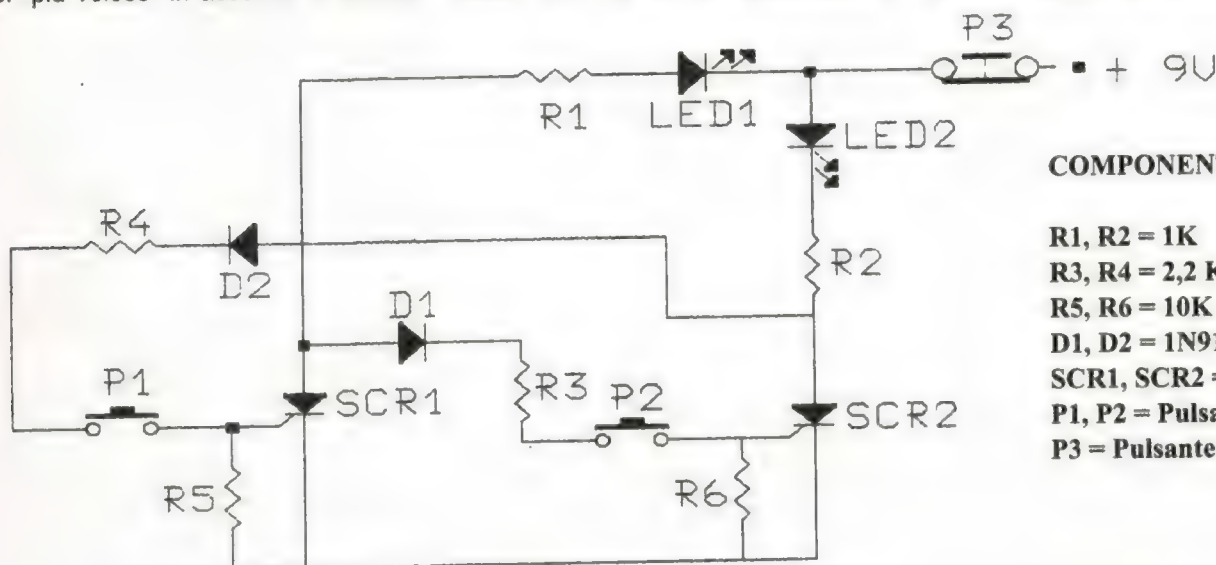 più
P3
+ 9V
R1
LED1
LED2
R4
D2
R2
D1
R3
P1
SCR1
P2
SCR2
R5
R6
COMPONEN
R1, R2 = 1K
R3, R4 = 2,2 K
R5, R6 = 10K
D1, D2 = 1N91
SCR1, SCR2 =
P1, P2 = Pulsa
P3 = Pulsante